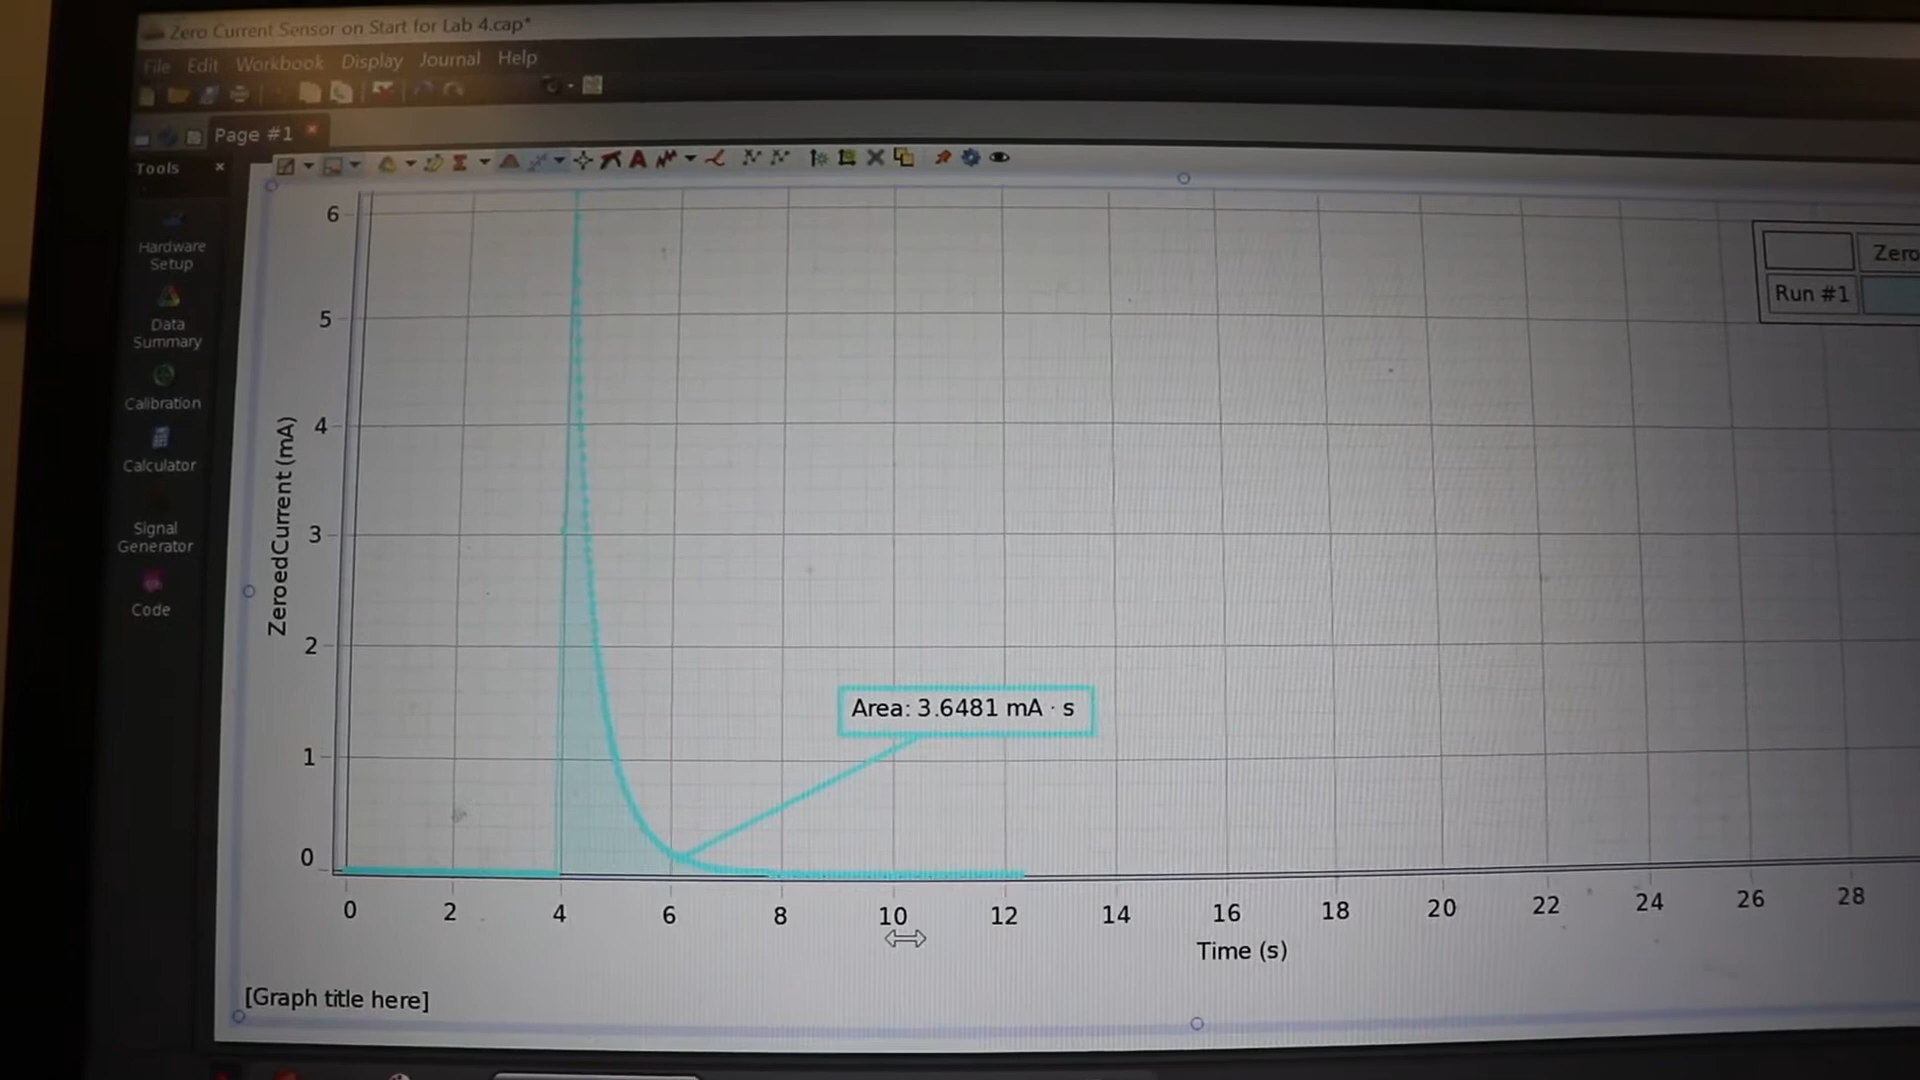 Zero Current Sensor on Start for Lab 4.cap*
File Edit Workbook Display Journal Help
Page #1
Tools
Hardware
Setup
Data
Summary
Calibration
Calculator
Signal
Generator
Code
6
5
4
3
2
1
0
ZeroedCurrent (mA)
Zero
Run #1
Area: 3.6481 mA · s
0 2 4 6 8 10 12 14 16 18 20 22 24 26 28
Time (s)
[Graph title here]